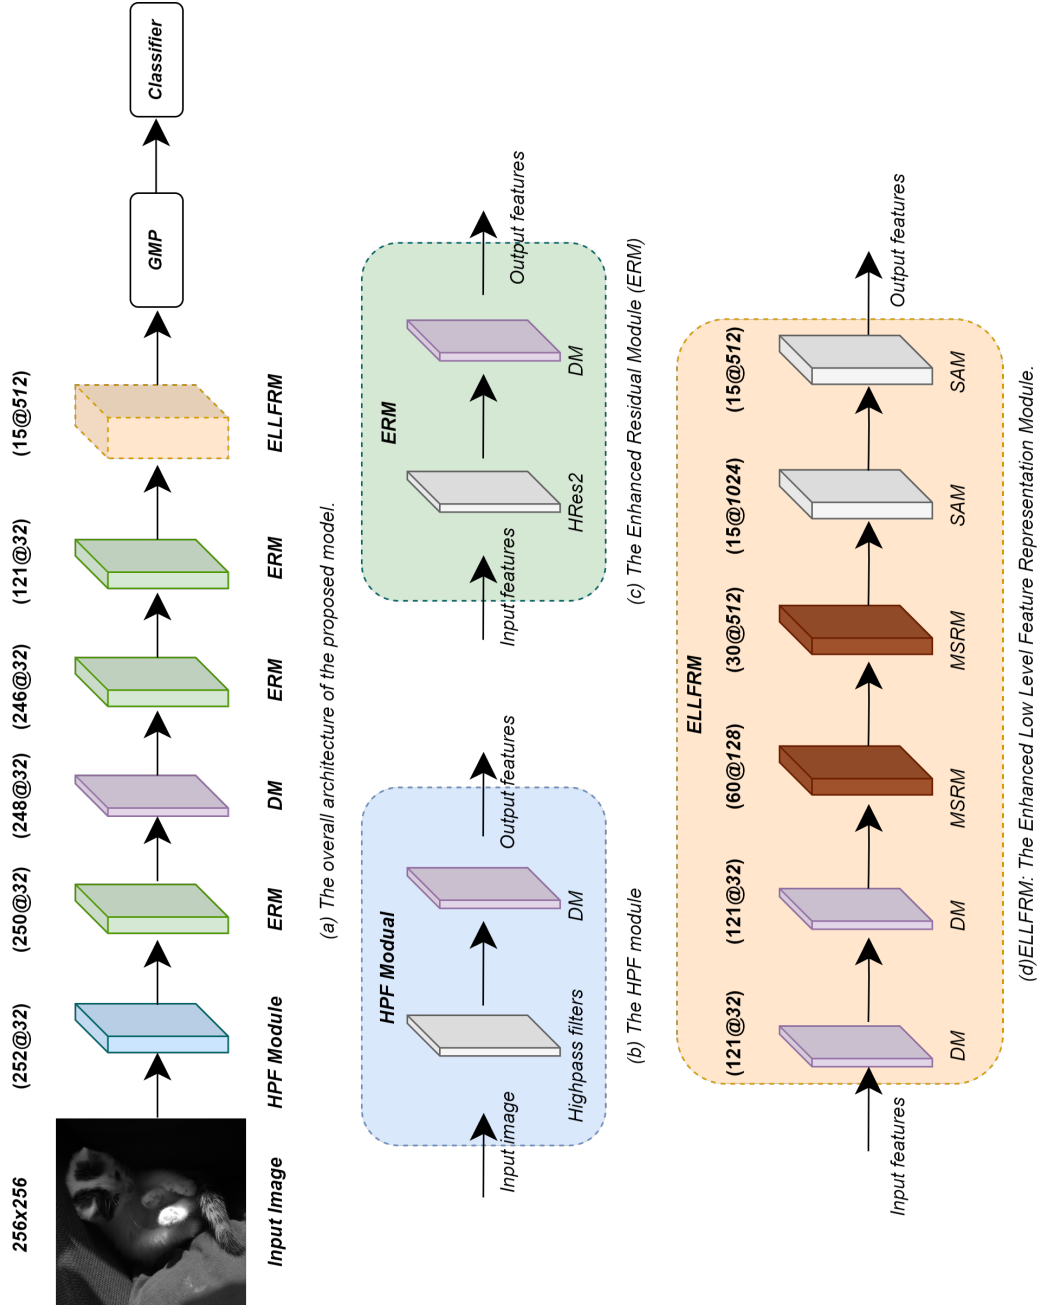 256x256
(252@32)
(250@32)
(248@32)
(246@32)
(121@32)
(15@512)
GMP
Classifier
Input Image
HPF Module
ERM
DM
ERM
ERM
ELLFRM
(a) The overall architecture of the proposed model.
HPF Modual
Input image
Highpass filters
DM
Output features
(b) The HPF module
ERM
Input features
HRes2
DM
Output features
(c) The Enhanced Residual Module (ERM)
ELLFRM
(121@32)
(121@32)
(60@128)
(30@512)
(15@1024)
(15@512)
Input features
DM
DM
MSRM
MSRM
SAM
SAM
Output features
(d)ELLFRM: The Enhanced Low Level Feature Representation Module.